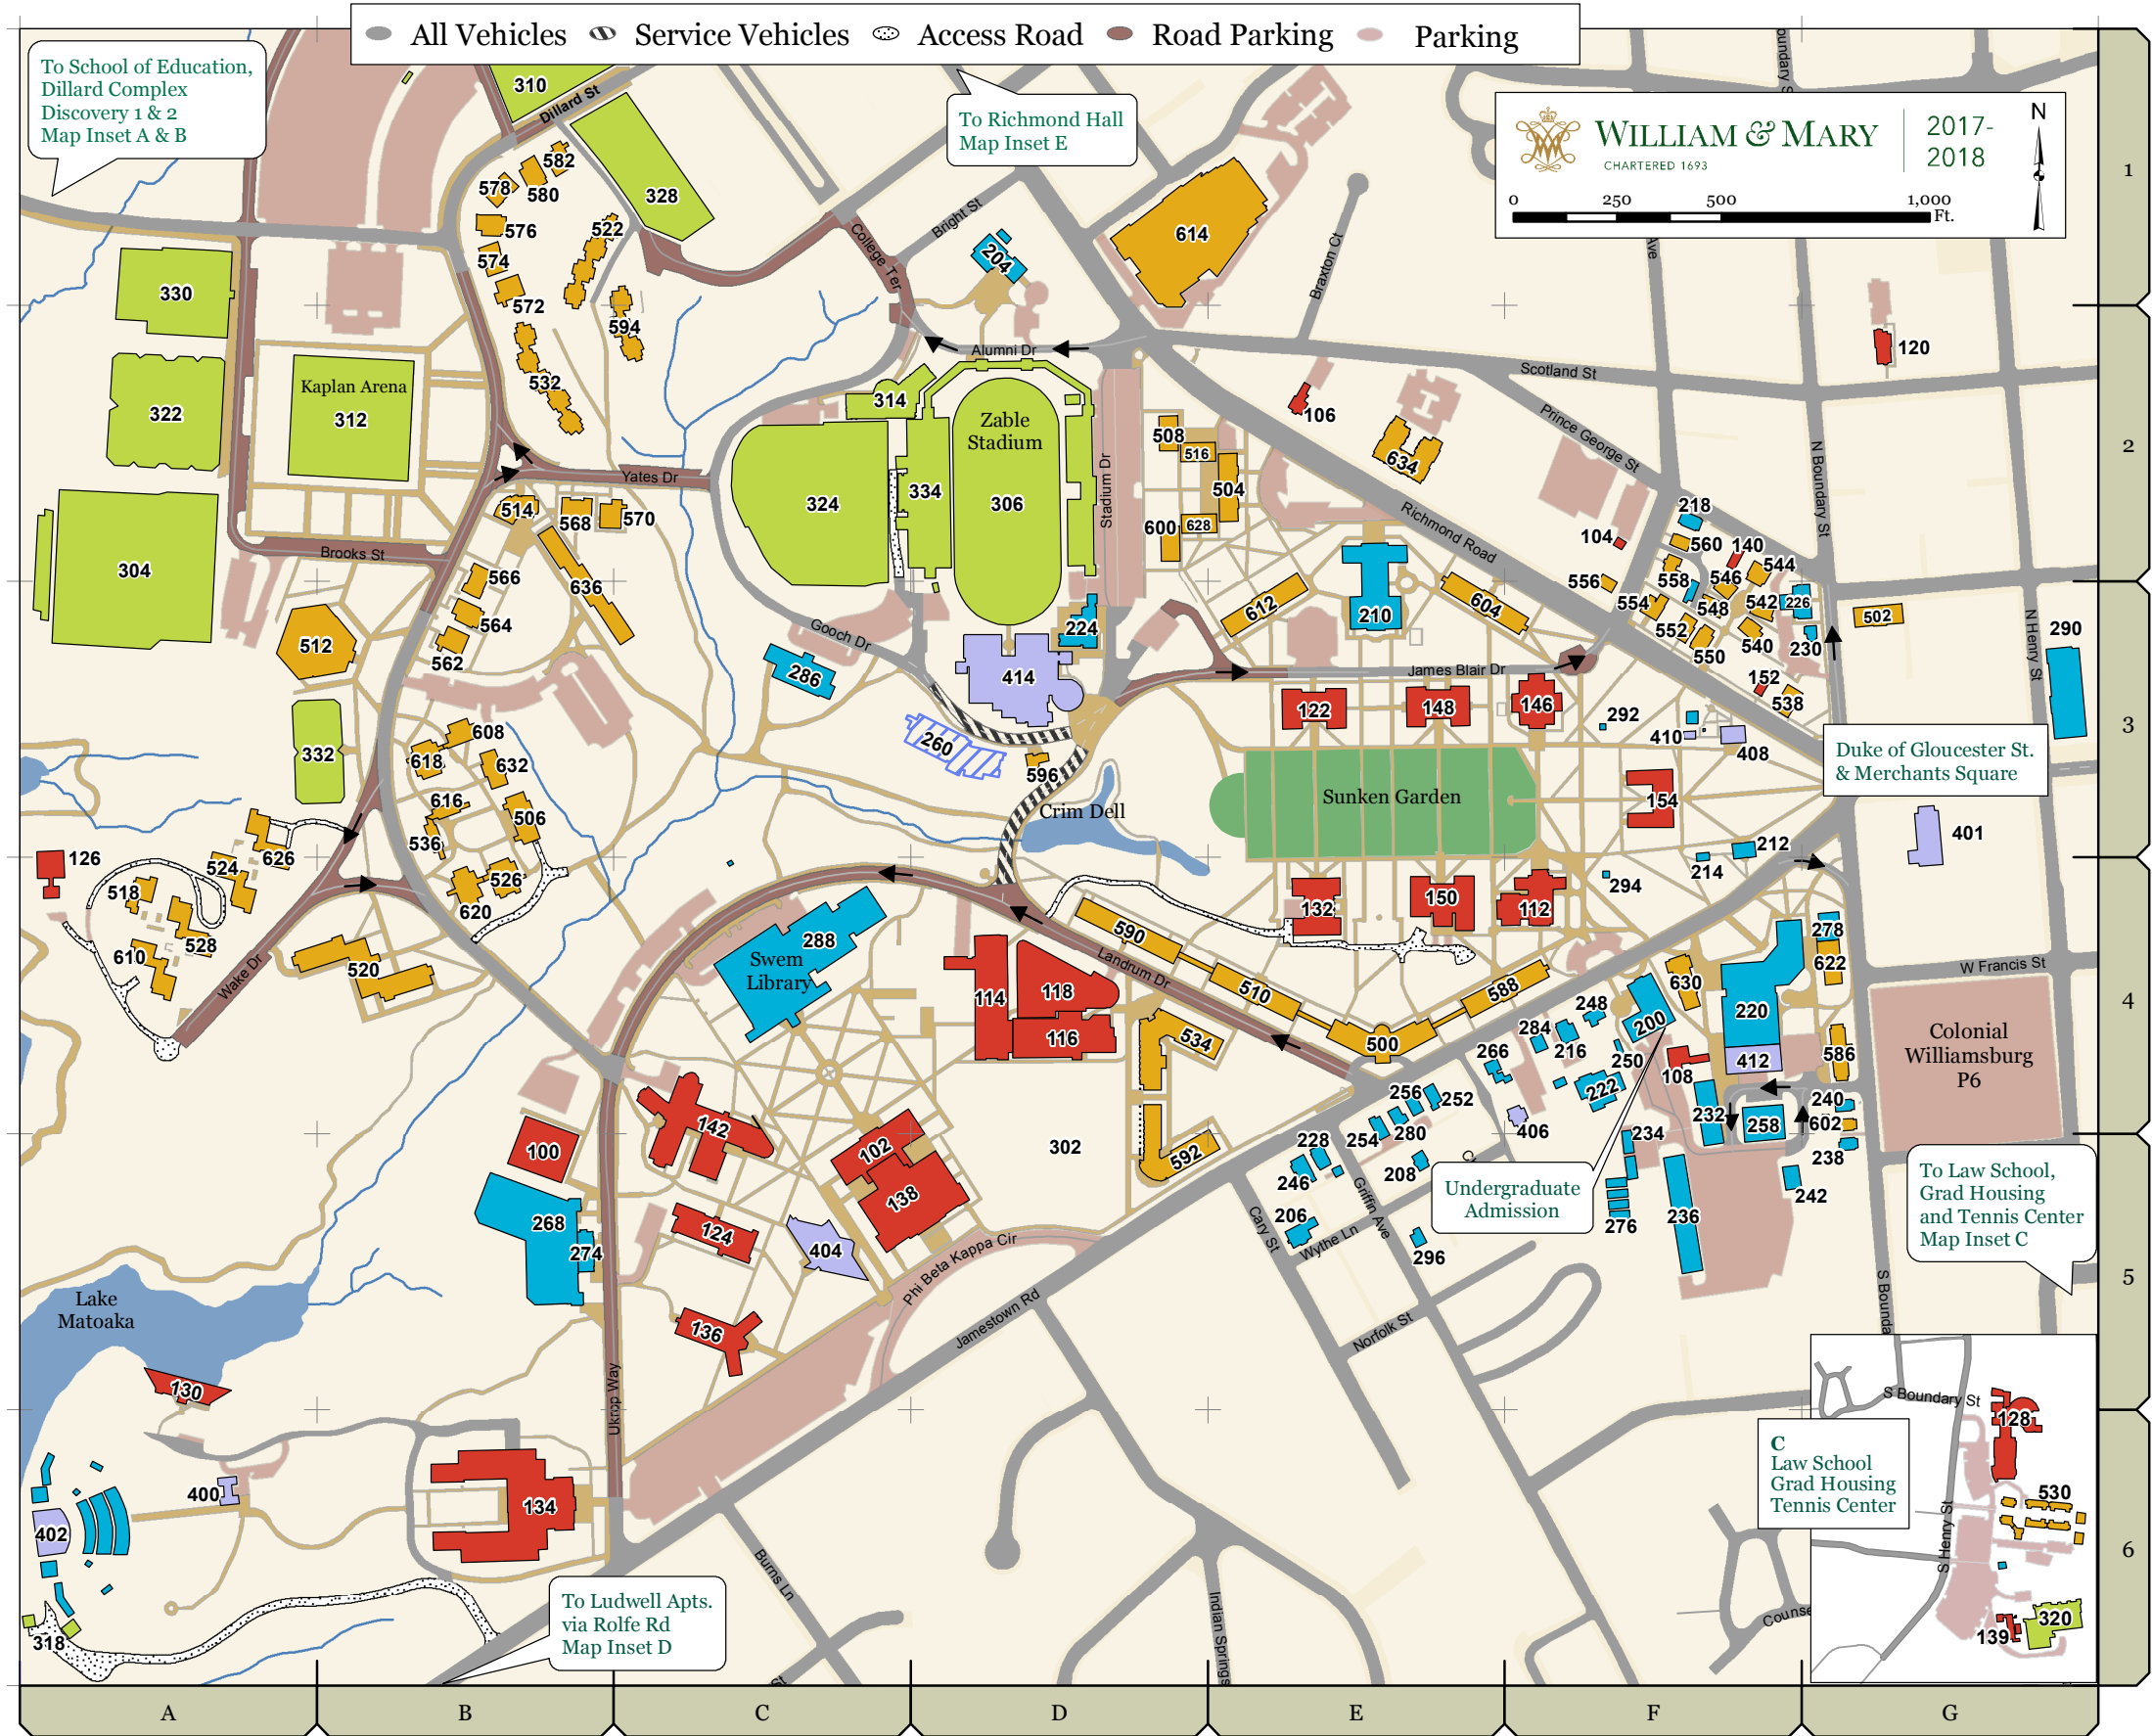 All Vehicles
Service Vehicles
Access Road
Road Parking
Parking
To School of Education,
Dillard Complex
Discovery 1 & 2
Map Inset A & B
To Richmond Hall
Map Inset E
WILLIAM & MARY
CHARTERED 1693
2017-
2018
N
0
250
500
1,000
Ft.
1
2
3
4
5
6
A
B
C
D
E
F
G
310
Dillard St
582
578
580
328
576
522
574
572
594
532
330
322
Kaplan Arena
312
304
Brooks St
Yates Dr
514
568
570
566
636
564
562
512
332
College Ter
Bright St
204
614
Braxton Ct
Alumni Dr
314
Zable
Stadium
324
334
306
Stadium Dr
508
516
504
600
628
106
634
Scotland St
Prince George St
Richmond Road
N Boundary St
Ave
120
104
218
560
140
544
558
546
556
554
548
542
226
552
550
540
230
502
N Henry St
290
152
538
Gooch Dr
286
414
224
612
210
604
James Blair Dr
122
148
146
292
410
408
260
596
Crim Dell
Sunken Garden
154
Duke of Gloucester St.
& Merchants Square
401
608
618
632
616
536
506
526
620
126
626
524
518
528
610
Wake Dr
520
288
Swem
Library
132
150
112
294
212
214
590
Landrum Dr
510
588
500
114
118
116
534
592
302
278
622
630
220
412
586
W Francis St
Colonial
Williamsburg
P6
248
200
284
216
250
266
222
108
232
258
240
602
238
242
234
236
276
406
256
252
254
280
228
246
208
206
Wythe Ln
Griffin Ave
Cary St
296
Norfolk St
Undergraduate
Admission
To Law School,
Grad Housing
and Tennis Center
Map Inset C
S Bounda
142
100
102
138
268
274
124
404
136
Phi Beta Kappa Cir
Jamestown Rd
Ukrop Way
Lake
Matoaka
130
400
402
318
134
To Ludwell Apts.
via Rolfe Rd
Map Inset D
Burns Ln
Indian Springs
Counse
C
Law School
Grad Housing
Tennis Center
S Boundary St
S Henry St
128
530
320
139